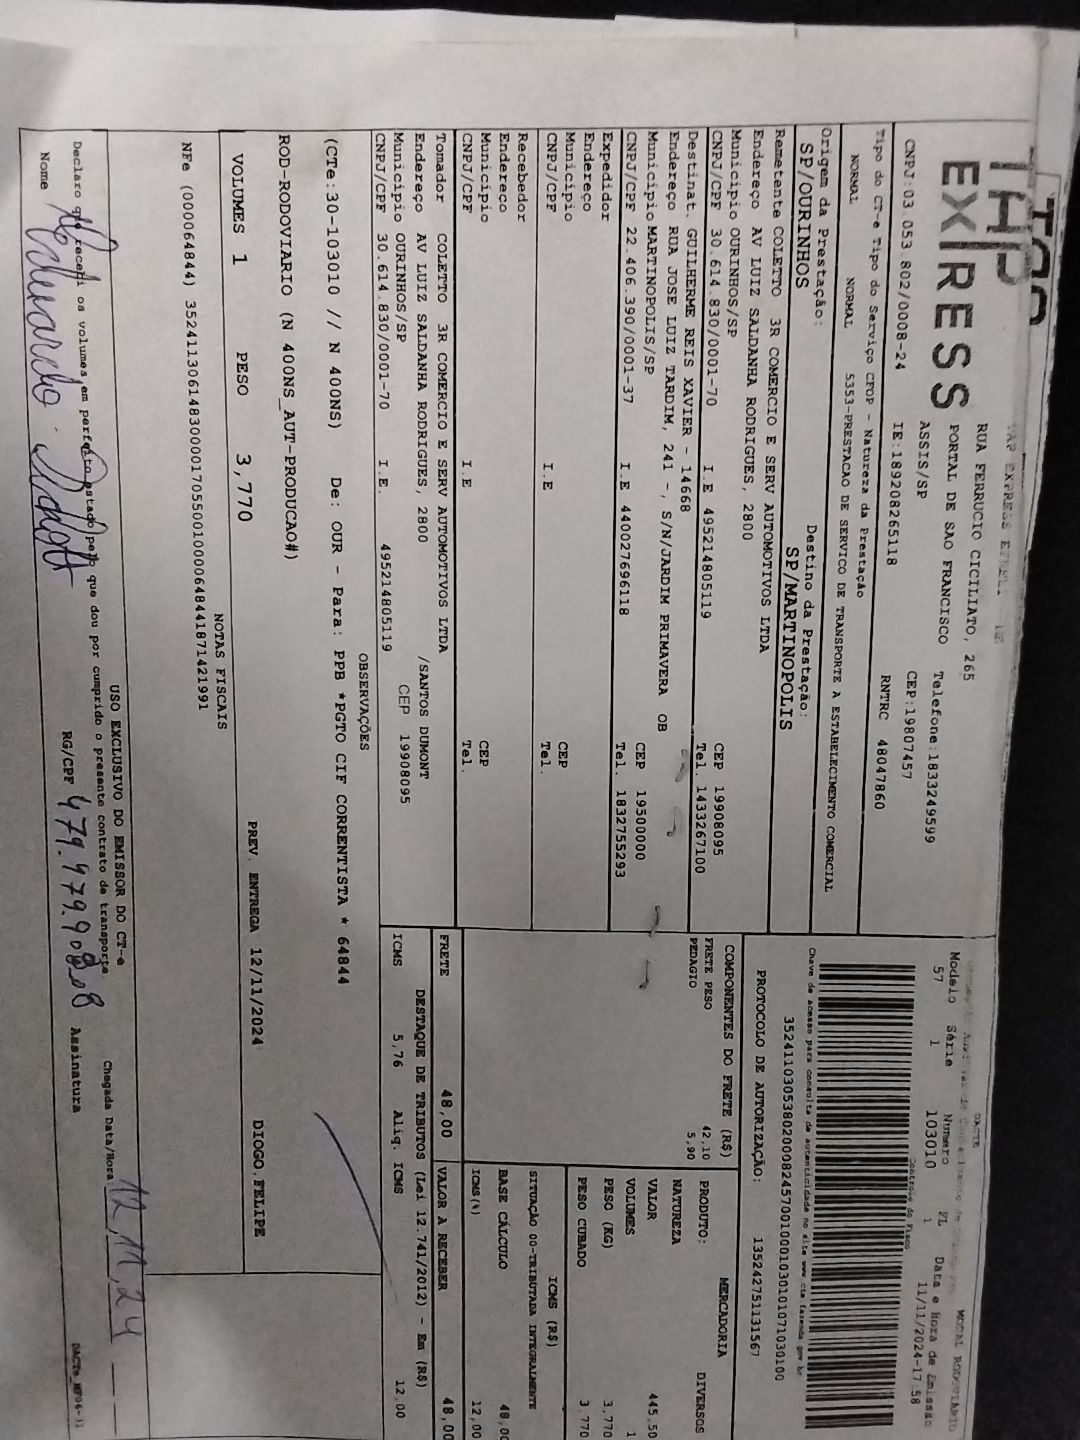 EXPRESS
RUA FERRUCIO CICILIATO, 265
PORTAL DE SAO FRANCISCO
ASSIS/SP
Telefone:1833249599
CEP:19807457
CNPJ:03.053.802/0008-24
IE:189208265118
RNTRC 48047860
DACTE
MODAL RODOVIARIO
Modelo Série Numero FL Data e Hora de Emissão
57 1 103010 1 11/11/2024-17:58
Controle do Fisco
Chave de acesso para consulta de autenticidade no site www.cte.fazenda.gov.br
35241103053802000824570010001030101071030100
PROTOCOLO DE AUTORIZAÇÃO: 135242751131567
Tipo do CT-e Tipo do Serviço CFOP - Natureza da Prestação
NORMAL NORMAL 5353-PRESTACAO DE SERVICO DE TRANSPORTE A ESTABELECIMENTO COMERCIAL
Origem da Prestação: Destino da Prestação:
SP/OURINHOS SP/MARTINOPOLIS
Remetente COLETTO 3R COMERCIO E SERV AUTOMOTIVOS LTDA
Endereço AV LUIZ SALDANHA RODRIGUES, 2800
Municipio OURINHOS/SP CEP 19908095
CNPJ/CPF 30.614.830/0001-70 I.E 495214805119 Tel. 1433267100
Destinat. GUILHERME REIS XAVIER - 14668
Endereço RUA JOSE LUIZ TARDIM, 241 -, S/N/JARDIM PRIMAVERA OB
Município MARTINOPOLIS/SP CEP 19500000
CNPJ/CPF 22.406.390/0001-37 I.E 440027696118 Tel. 1832755293
Expedidor
Endereço
Município CEP
CNPJ/CPF I.E Tel.
Recebedor
Endereço
Município CEP
CNPJ/CPF I.E Tel.
Tomador COLETTO 3R COMERCIO E SERV AUTOMOTIVOS LTDA
Endereço AV LUIZ SALDANHA RODRIGUES, 2800 /SANTOS DUMONT
Município OURINHOS/SP CEP 19908095
CNPJ/CPF 30.614.830/0001-70 I.E. 495214805119
COMPONENTES DO FRETE (R$)
FRETE PESO 42,10
PEDAGIO 5,90
MERCADORIA
PRODUTO: DIVERSOS
NATUREZA
VALOR 445,50
VOLUMES 1
PESO (KG) 3,770
PESO CUBADO 3,770
ICMS (R$)
SITUAÇÃO 00-TRIBUTADA INTEGRALMENTE
BASE CÁLCULO 48,00
ICMS(%) 12,00
FRETE 48,00 VALOR A RECEBER 48,00
DESTAQUE DE TRIBUTOS (Lei 12.741/2012) - Em (R$)
ICMS 5,76 Aliq. ICMS 12,00
OBSERVAÇÕES
(CTe:30-103010 // N 400NS) De: OUR - Para: PPB *PGTO CIF CORRENTISTA * 64844
ROD-RODOVIARIO (N 400NS_AUT-PRODUCAO#)
VOLUMES 1 PESO 3,770 PREV. ENTREGA 12/11/2024 DIOGO.FELIPE
NOTAS FISCAIS
NFe (000064844) 35241130614830000170550010000648441871421991
USO EXCLUSIVO DO EMISSOR DO CT-e
Declaro que recebi os volumes em perfeito estado pelo que dou por cumprido o presente contrato de transporte. Chegada Data/Hora: 12,11,24
Nome RG/CPF 479.979.908.8 Assinatura